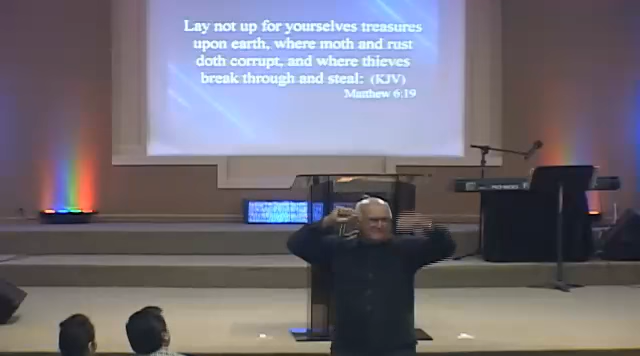 Lay not up for yourselves treasures
upon earth, where moth and rust
doth corrupt, and where thieves
break through and steal: (KJV)
Matthew 6:19